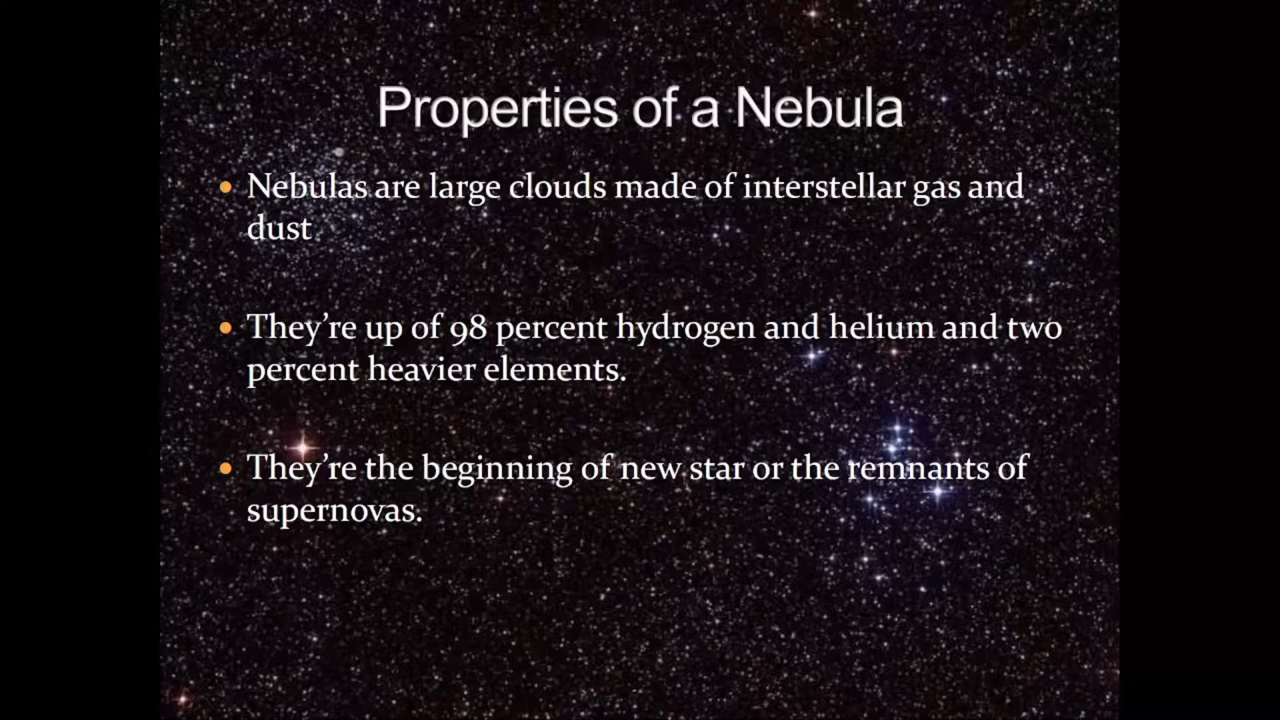 Properties of a Nebula
• Nebulas are large clouds made of interstellar gas and
dust
• They’re up of 98 percent hydrogen and helium and two
percent heavier elements.
• They’re the beginning of new star or the remnants of
supernovas.